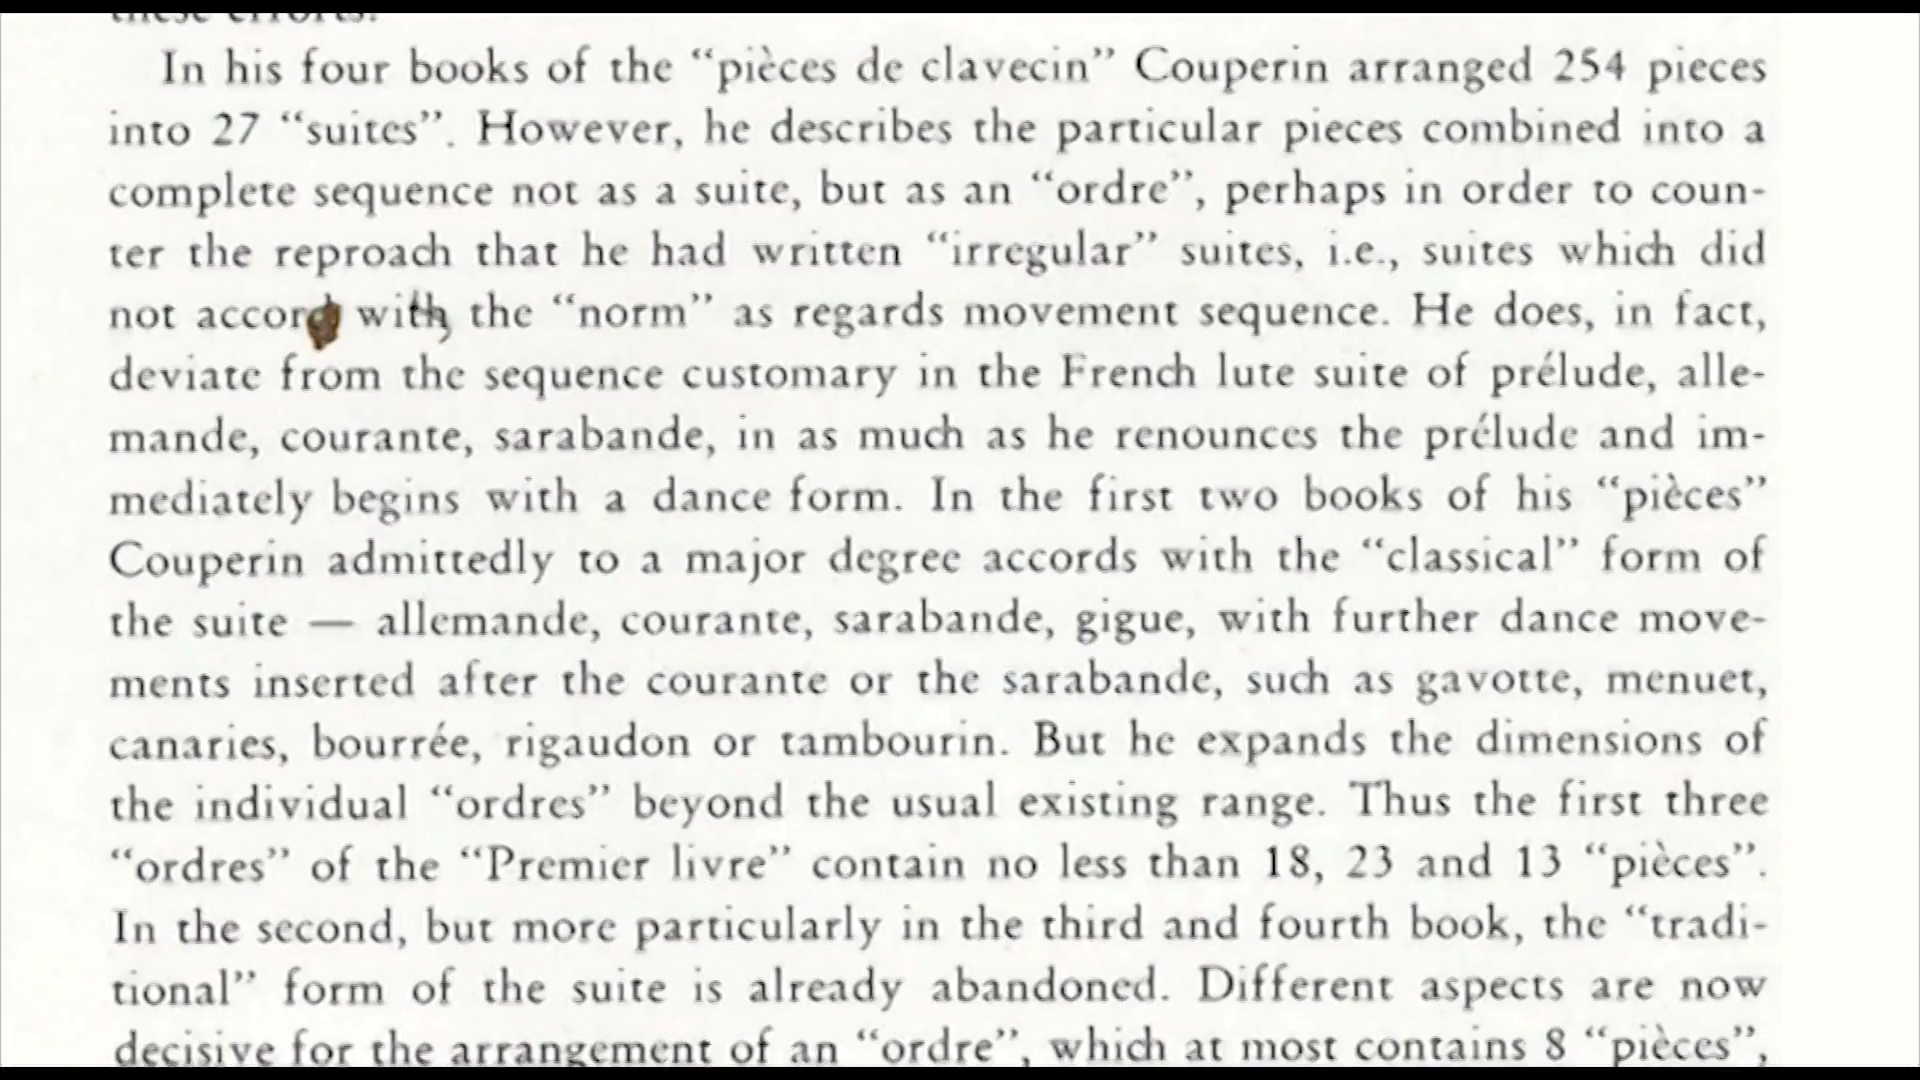 these efforts.
In his four books of the “pièces de clavecin” Couperin arranged 254 pieces
into 27 “suites”. However, he describes the particular pieces combined into a
complete sequence not as a suite, but as an “ordre”, perhaps in order to coun-
ter the reproach that he had written “irregular” suites, i.e., suites which did
not accord with the “norm” as regards movement sequence. He does, in fact,
deviate from the sequence customary in the French lute suite of prélude, alle-
mande, courante, sarabande, in as much as he renounces the prélude and im-
mediately begins with a dance form. In the first two books of his “pièces”
Couperin admittedly to a major degree accords with the “classical” form of
the suite — allemande, courante, sarabande, gigue, with further dance move-
ments inserted after the courante or the sarabande, such as gavotte, menuet,
canaries, bourrée, rigaudon or tambourin. But he expands the dimensions of
the individual “ordres” beyond the usual existing range. Thus the first three
“ordres” of the “Premier livre” contain no less than 18, 23 and 13 “pièces”.
In the second, but more particularly in the third and fourth book, the “tradi-
tional” form of the suite is already abandoned. Different aspects are now
decisive for the arrangement of an “ordre”, which at most contains 8 “pièces”,